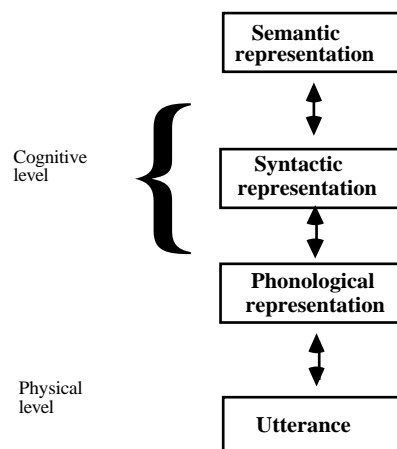 Semantic
representation
Cognitive
level
Syntactic
representation
Phonological
representation
Physical
level
Utterance